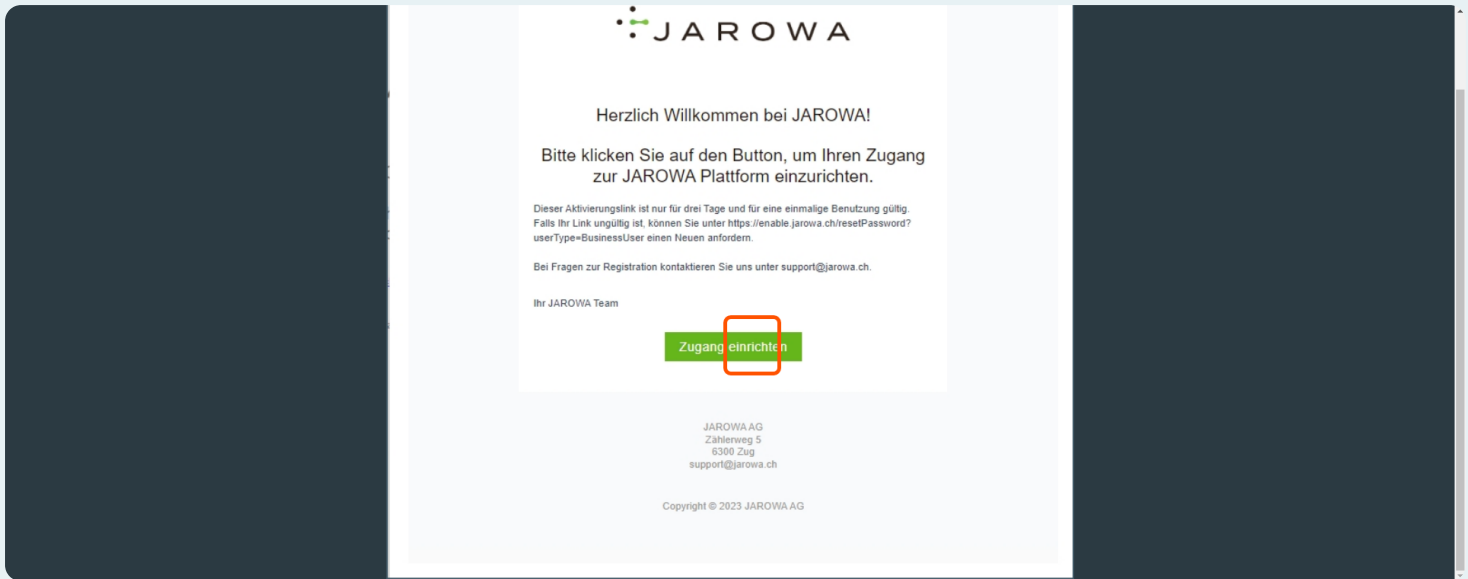 JAROWA
Herzlich Willkommen bei JAROWA!
Bitte klicken Sie auf den Button, um Ihren Zugang
zur JAROWA Plattform einzurichten.
Dieser Aktivierungslink ist nur für drei Tage und für eine einmalige Benutzung gültig.
Falls Ihr Link ungültig ist, können Sie unter https://enable.jarowa.ch/resetPassword?
userType=BusinessUser einen Neuen anfordern.
Bei Fragen zur Registration kontaktieren Sie uns unter support@jarowa.ch.
Ihr JAROWA Team
Zugang einrichten
JAROWA AG
Zählerweg 5
6300 Zug
support@jarowa.ch
Copyright © 2023 JAROWA AG